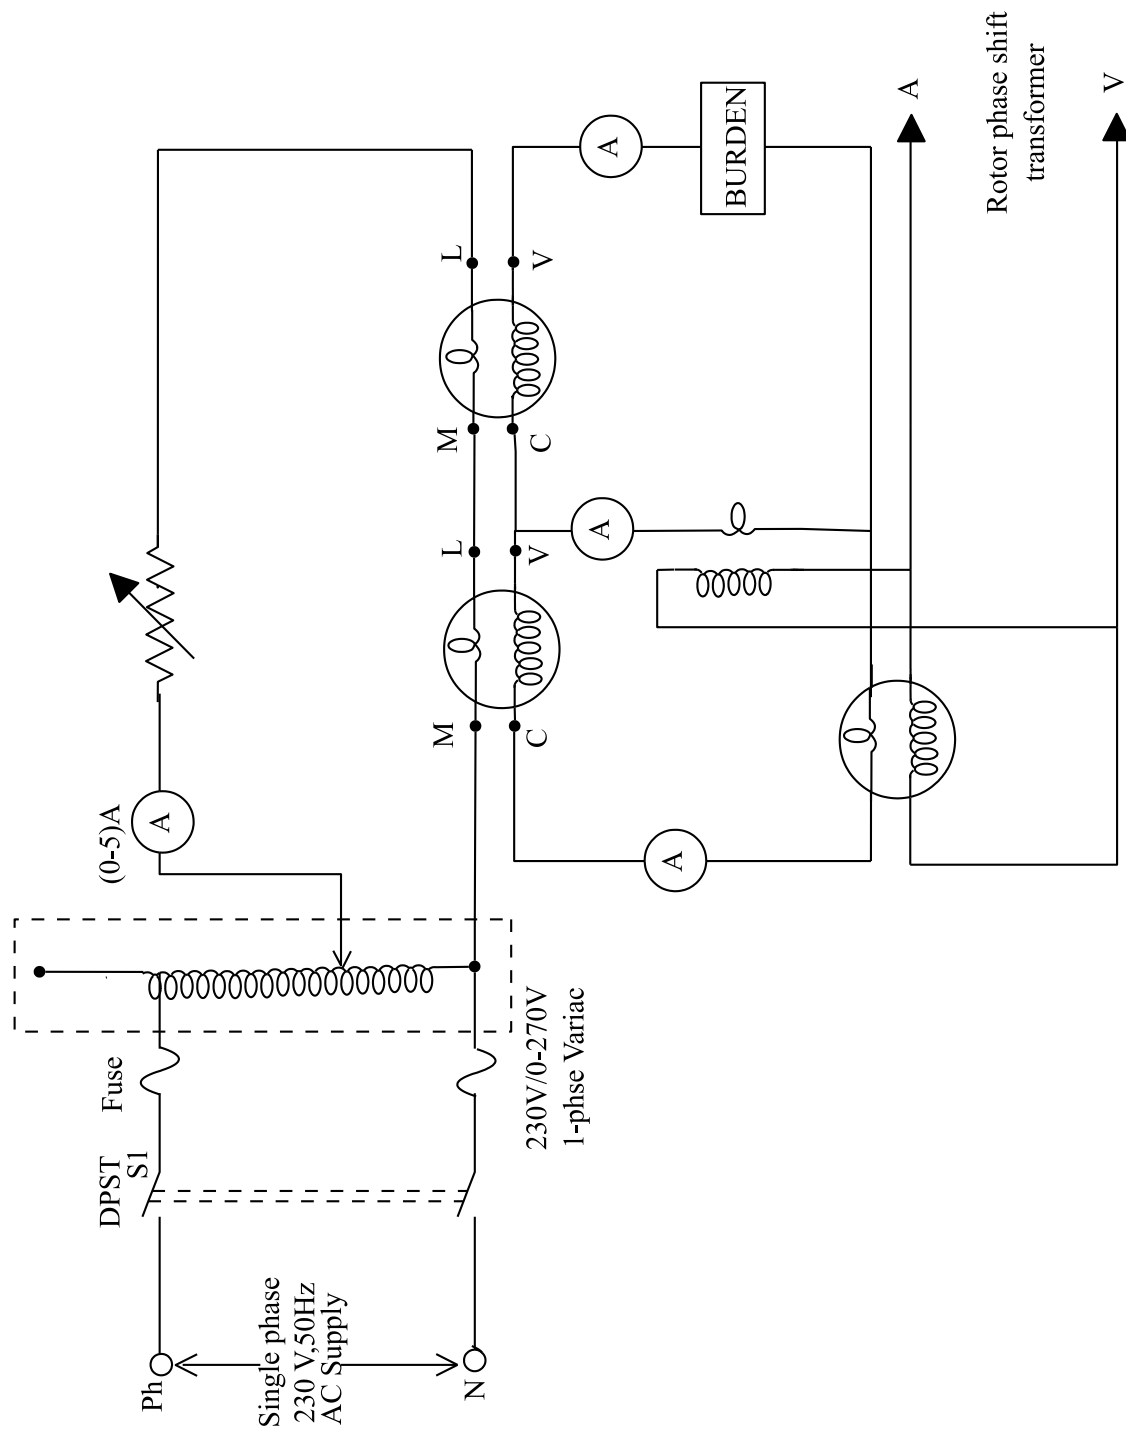 Ph
N
Single phase
230 V,50Hz
AC Supply
DPST
S1
Fuse
230V/0-270V
1-phse Variac
(0-5)A
A
M
L
M
L
C
V
C
V
A
A
A
BURDEN
A
V
Rotor phase shift
transformer